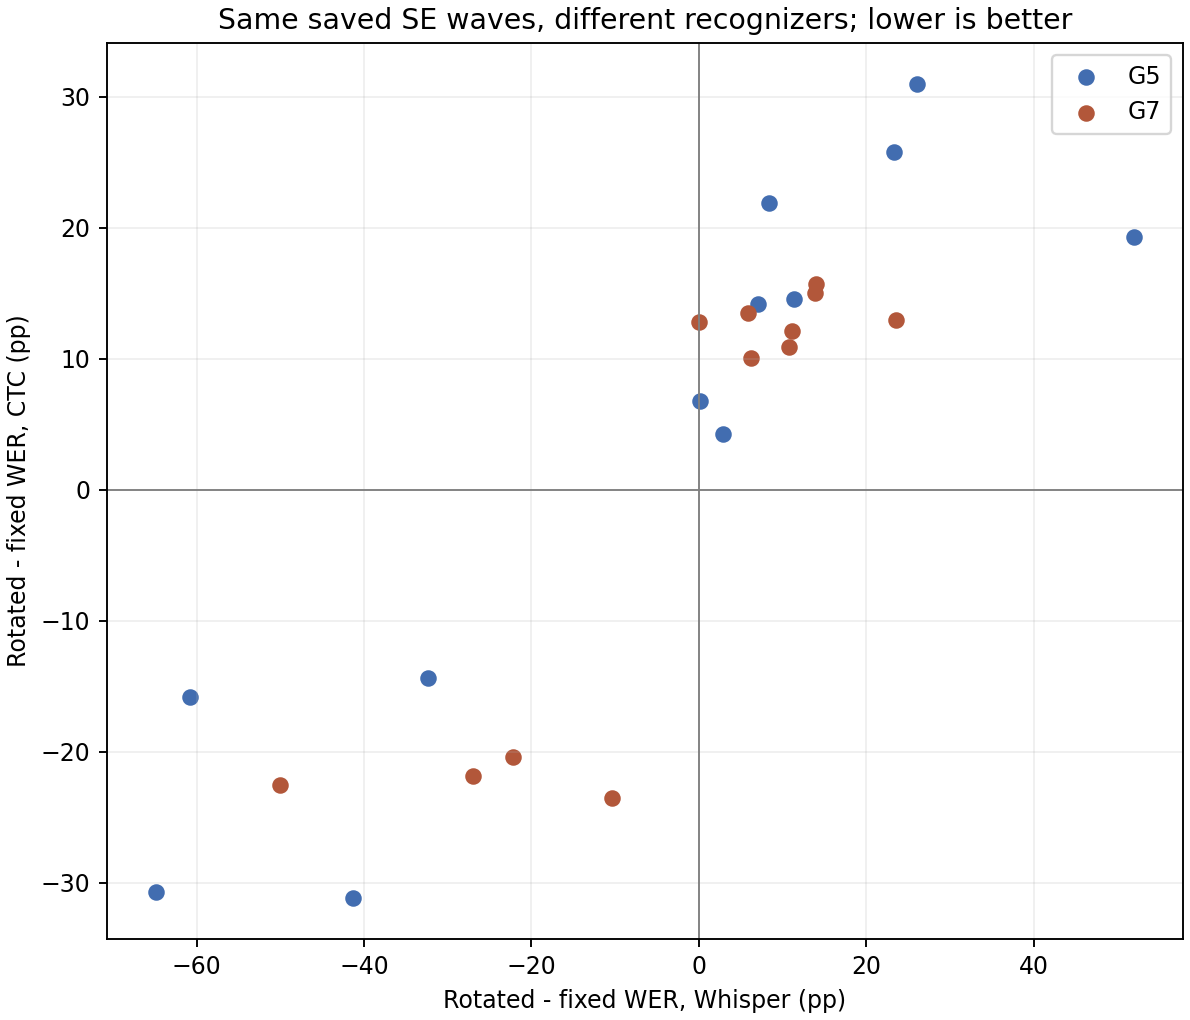 Same saved SE waves, different recognizers; lower is better
G5
G7
30
20
10
0
−10
−20
−30
Rotated - fixed WER, CTC (pp)
−60
−40
−20
0
20
40
Rotated - fixed WER, Whisper (pp)